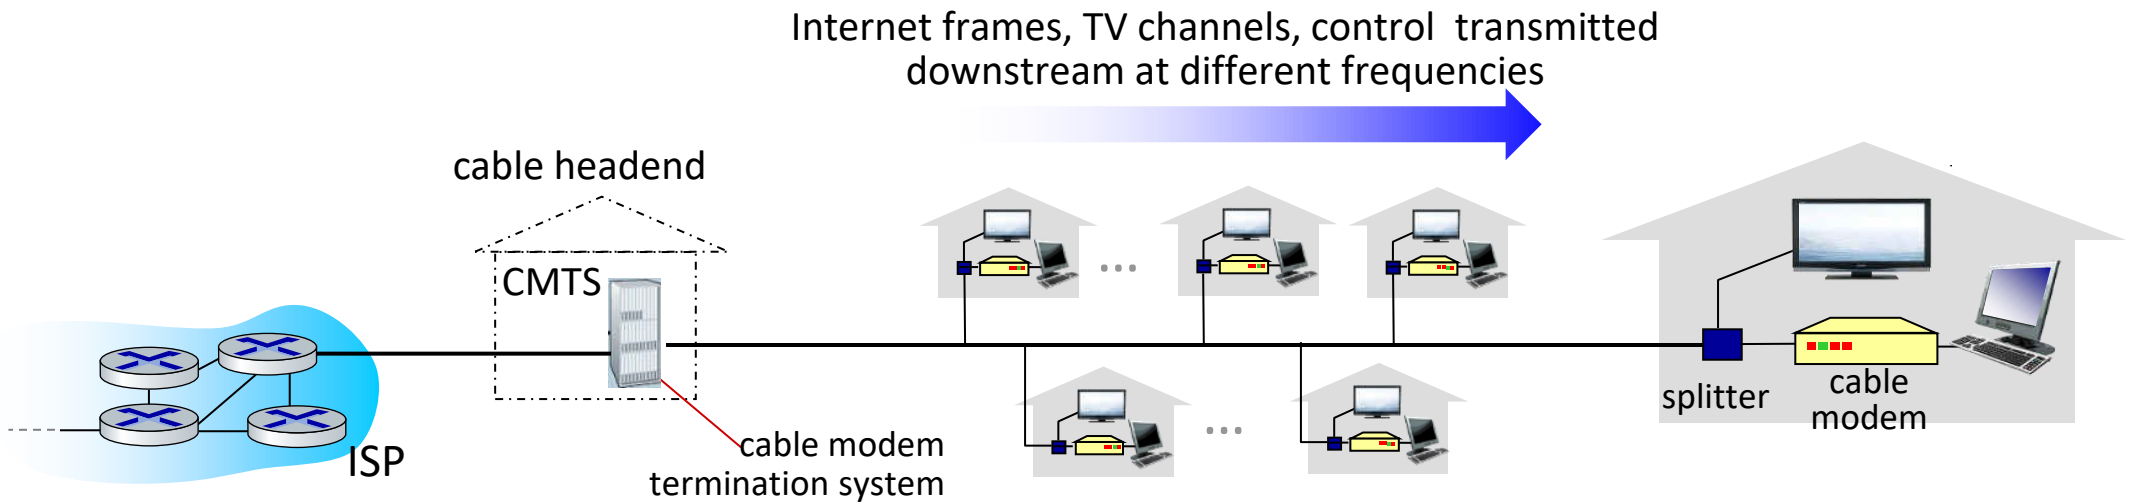 Internet frames, TV channels, control  transmitted
downstream at different frequencies
cable headend
CMTS
ISP
cable modem
termination system
splitter
cable
modem